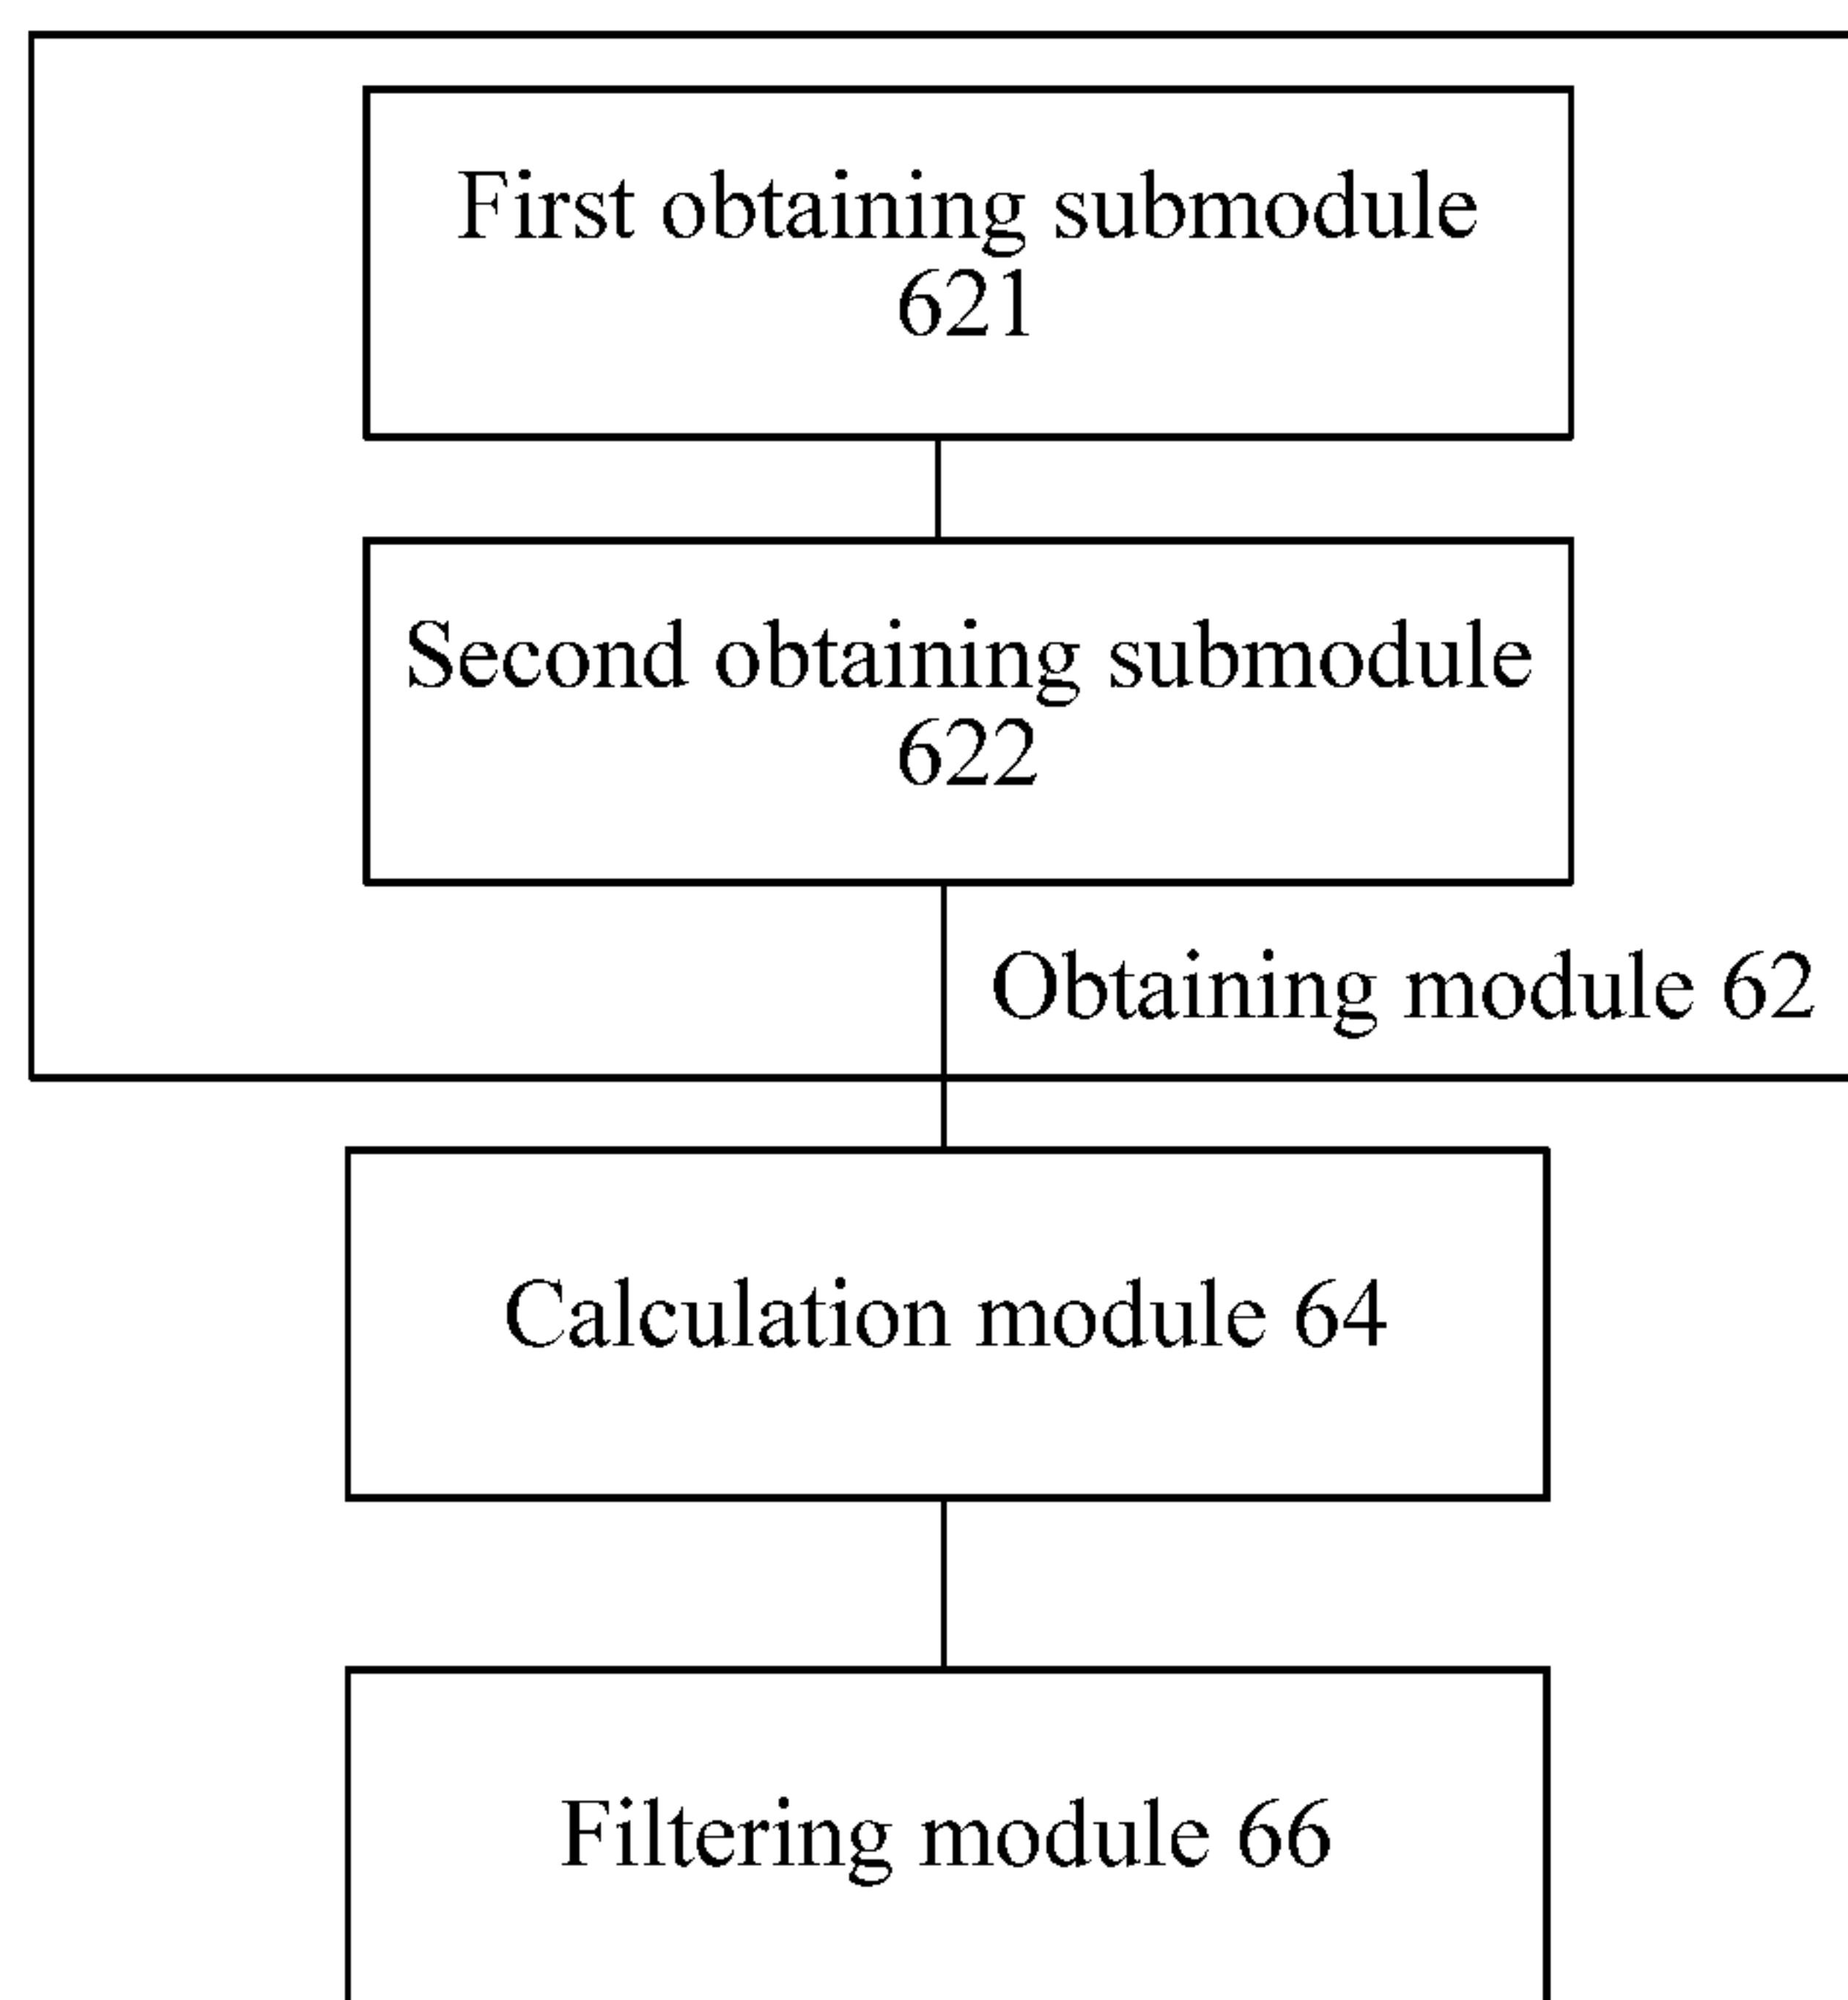 First obtaining submodule
621
Second obtaining submodule
622
Obtaining module 62
Calculation module 64
Filtering module 66